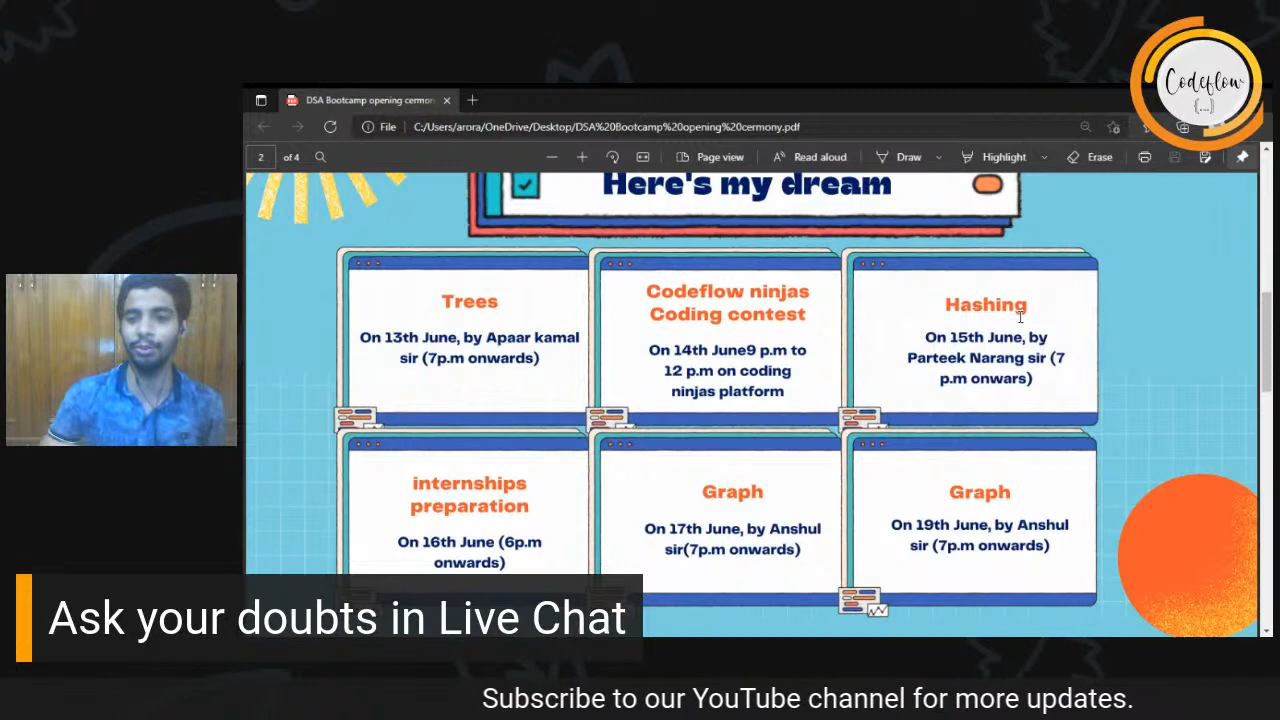 Codeflow
{...}
DSA Bootcamp opening cermon
File C:/Users/arora/OneDrive/Desktop/DSA%20Bootcamp%20opening%20cermony.pdf
2 of 4 Page view Read aloud Draw Highlight Erase
Here's my dream
Trees
On 13th June, by Apaar kamal
sir (7p.m onwards)
Codeflow ninjas
Coding contest
On 14th June9 p.m to
12 p.m on coding
ninjas platform
Hashing
On 15th June, by
Parteek Narang sir (7
p.m onwars)
internships
preparation
On 16th June (6p.m
onwards)
Graph
On 17th June, by Anshul
sir(7p.m onwards)
Graph
On 19th June, by Anshul
sir (7p.m onwards)
Ask your doubts in Live Chat
Subscribe to our YouTube channel for more updates.